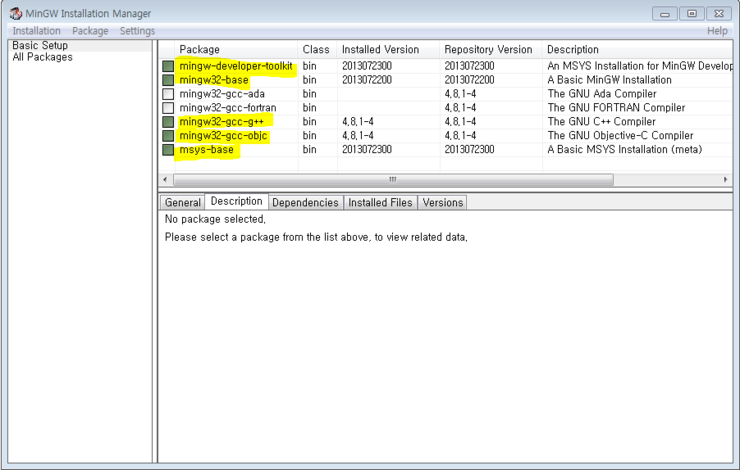 MinGW Installation Manager
Installation Package Settings Help
Basic Setup
All Packages
Package Class Installed Version Repository Version Description
mingw-developer-toolkit bin 2013072300 2013072300 An MSYS Installation for MinGW Develop
mingw32-base bin 2013072200 2013072200 A Basic MinGW Installation
mingw32-gcc-ada bin 4,8,1-4 The GNU Ada Compiler
mingw32-gcc-fortran bin 4,8,1-4 The GNU FORTRAN Compiler
mingw32-gcc-g++ bin 4,8,1-4 4,8,1-4 The GNU C++ Compiler
mingw32-gcc-objc bin 4,8,1-4 4,8,1-4 The GNU Objective-C Compiler
msys-base bin 2013072300 2013072300 A Basic MSYS Installation (meta)
General Description Dependencies Installed Files Versions
No package selected,
Please select a package from the list above, to view related data,